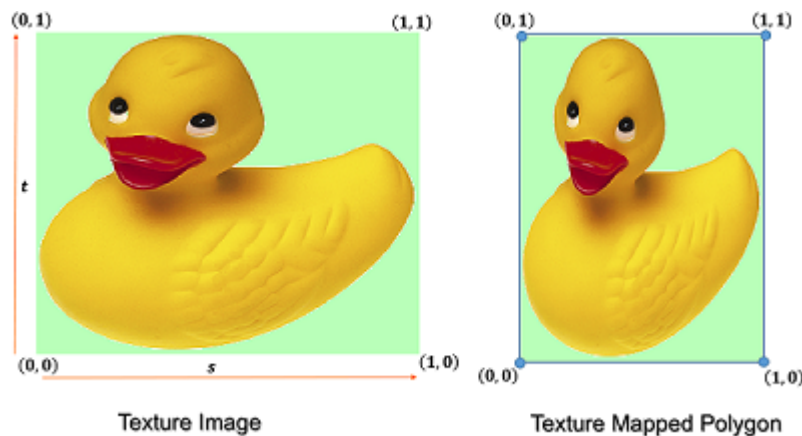 (0, 1)
(1, 1)
t
(0, 0)
s
(1, 0)
Texture Image
(0, 1)
(1, 1)
(0, 0)
(1, 0)
Texture Mapped Polygon